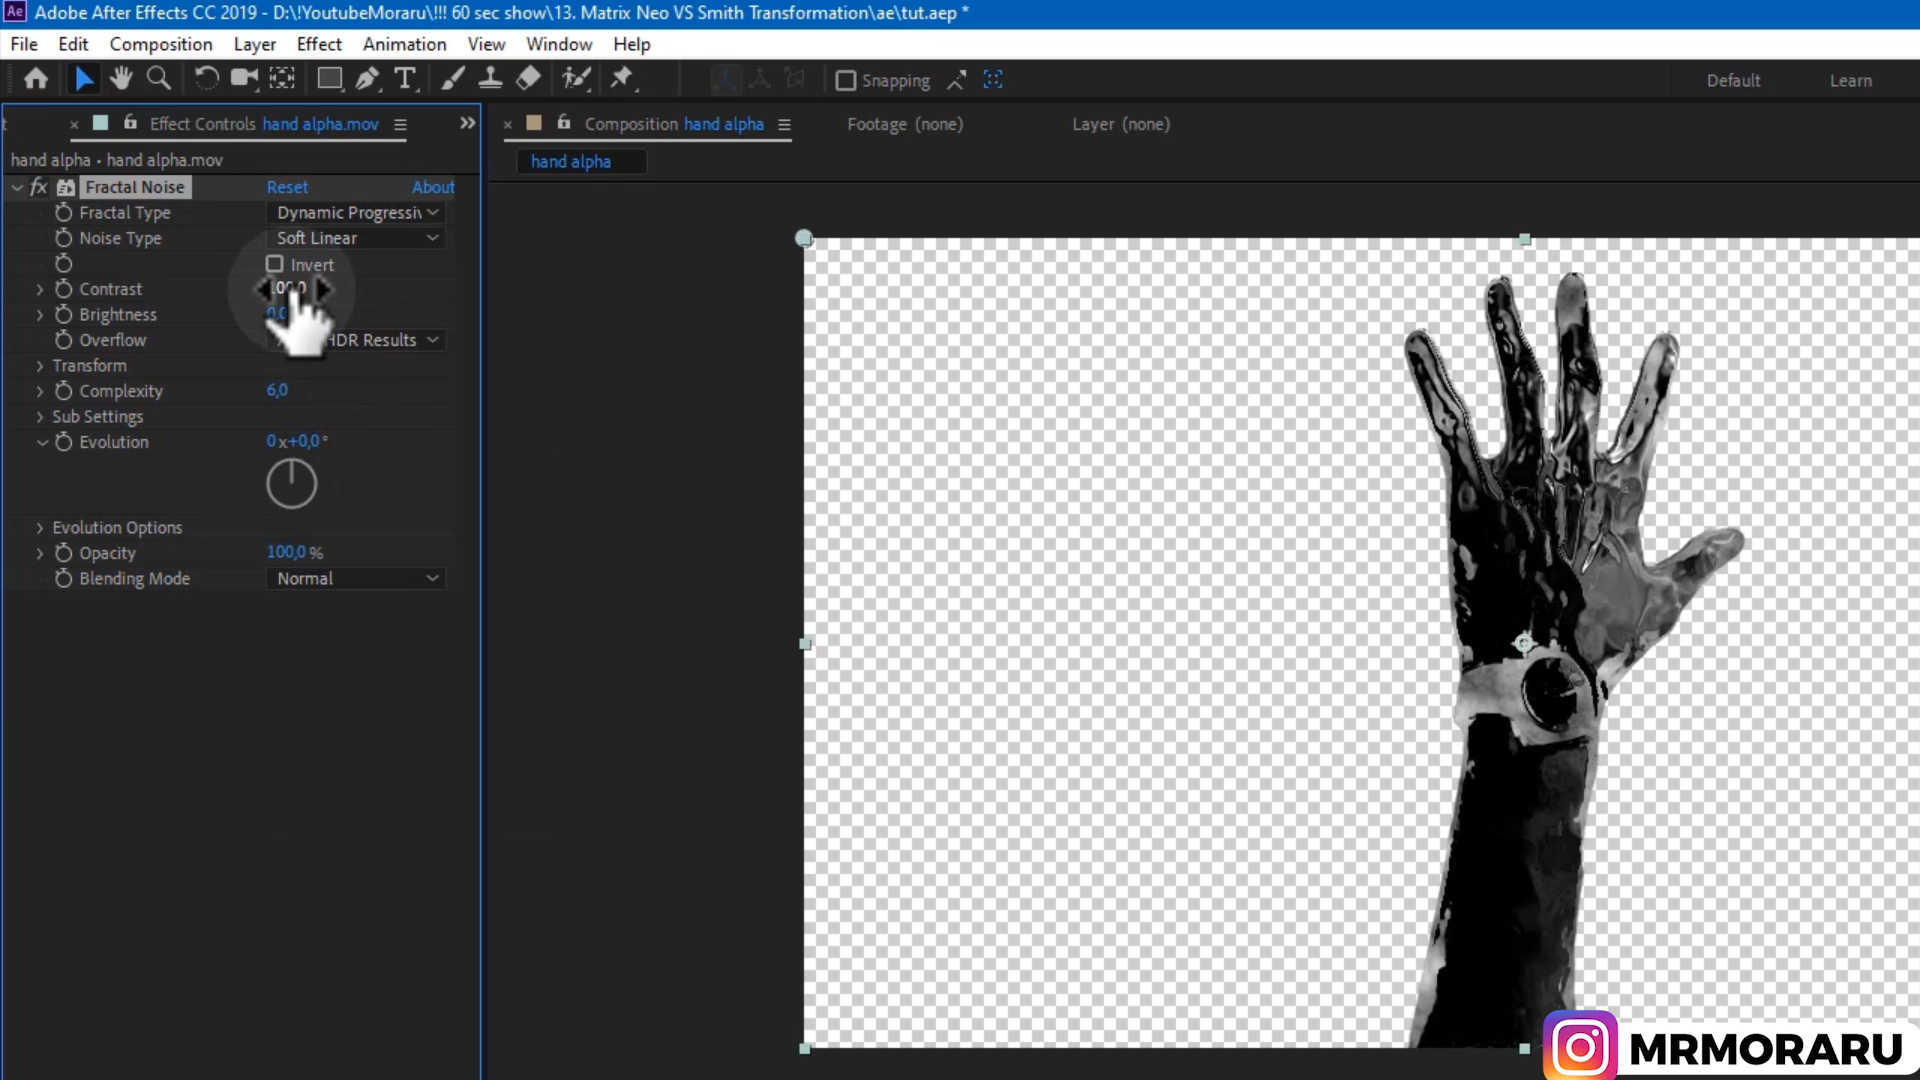 Ae Adobe After Effects CC 2019 - D:\!YoutubeMoraru\!!! 60 sec show\13. Matrix Neo VS Smith Transformation\ae\tut.aep *
File Edit Composition Layer Effect Animation View Window Help
Snapping Default Learn
Effect Controls hand alpha.mov
Composition hand alpha Footage (none) Layer (none)
hand alpha • hand alpha.mov
hand alpha
fx Fractal Noise Reset About
Fractal Type Dynamic Progressiv
Noise Type Soft Linear
Invert
Contrast
Brightness
Overflow HDR Results
Transform
Complexity 6,0
Sub Settings
Evolution 0x+0,0°
Evolution Options
Opacity 100,0 %
Blending Mode Normal
MRMORARU